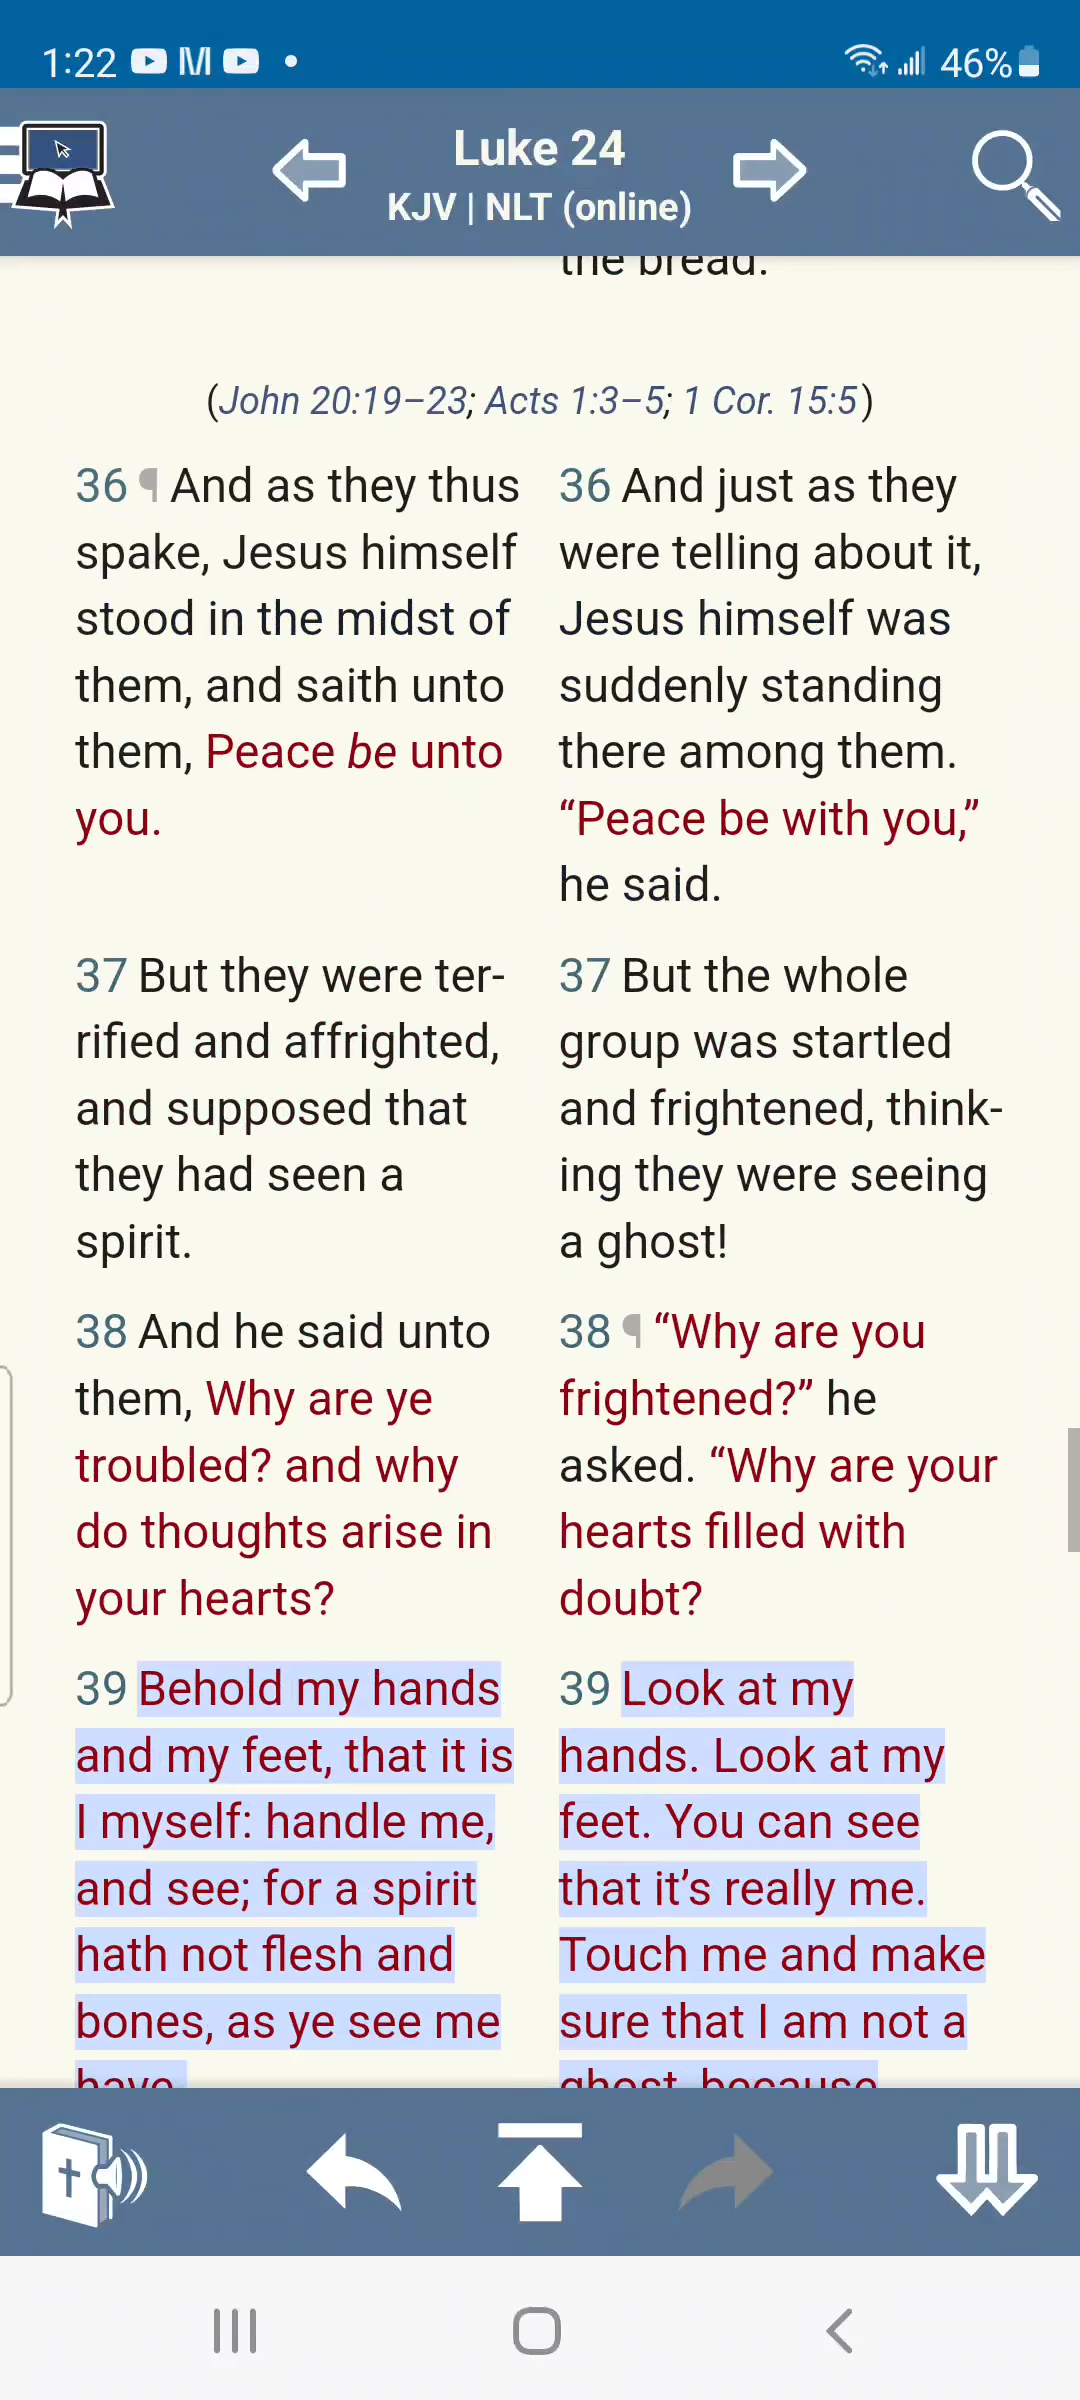 1:22
46%
Luke 24
KJV | NLT (online)
the bread.
(John 20:19–23; Acts 1:3–5; 1 Cor. 15:5)
36 ¶ And as they thus
spake, Jesus himself
stood in the midst of
them, and saith unto
them, Peace be unto
you.
36 And just as they
were telling about it,
Jesus himself was
suddenly standing
there among them.
“Peace be with you,”
he said.
37 But they were ter-
rified and affrighted,
and supposed that
they had seen a
spirit.
37 But the whole
group was startled
and frightened, think-
ing they were seeing
a ghost!
38 And he said unto
them, Why are ye
troubled? and why
do thoughts arise in
your hearts?
38 ¶ “Why are you
frightened?” he
asked. “Why are your
hearts filled with
doubt?
39 Behold my hands
and my feet, that it is
I myself: handle me,
and see; for a spirit
hath not flesh and
bones, as ye see me
have.
39 Look at my
hands. Look at my
feet. You can see
that it’s really me.
Touch me and make
sure that I am not a
ghost, because